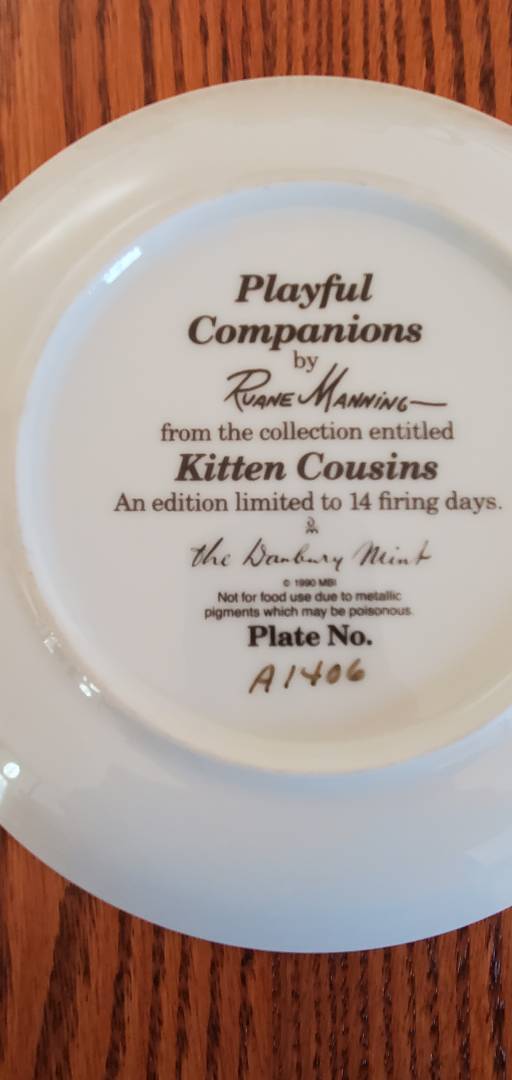 Playful
Companions
by
Ruane Manning
from the collection entitled
Kitten Cousins
An edition limited to 14 firing days.
the Danbury Mint
© 1990 MBI
Not for food use due to metallic
pigments which may be poisonous.
Plate No.
A1406